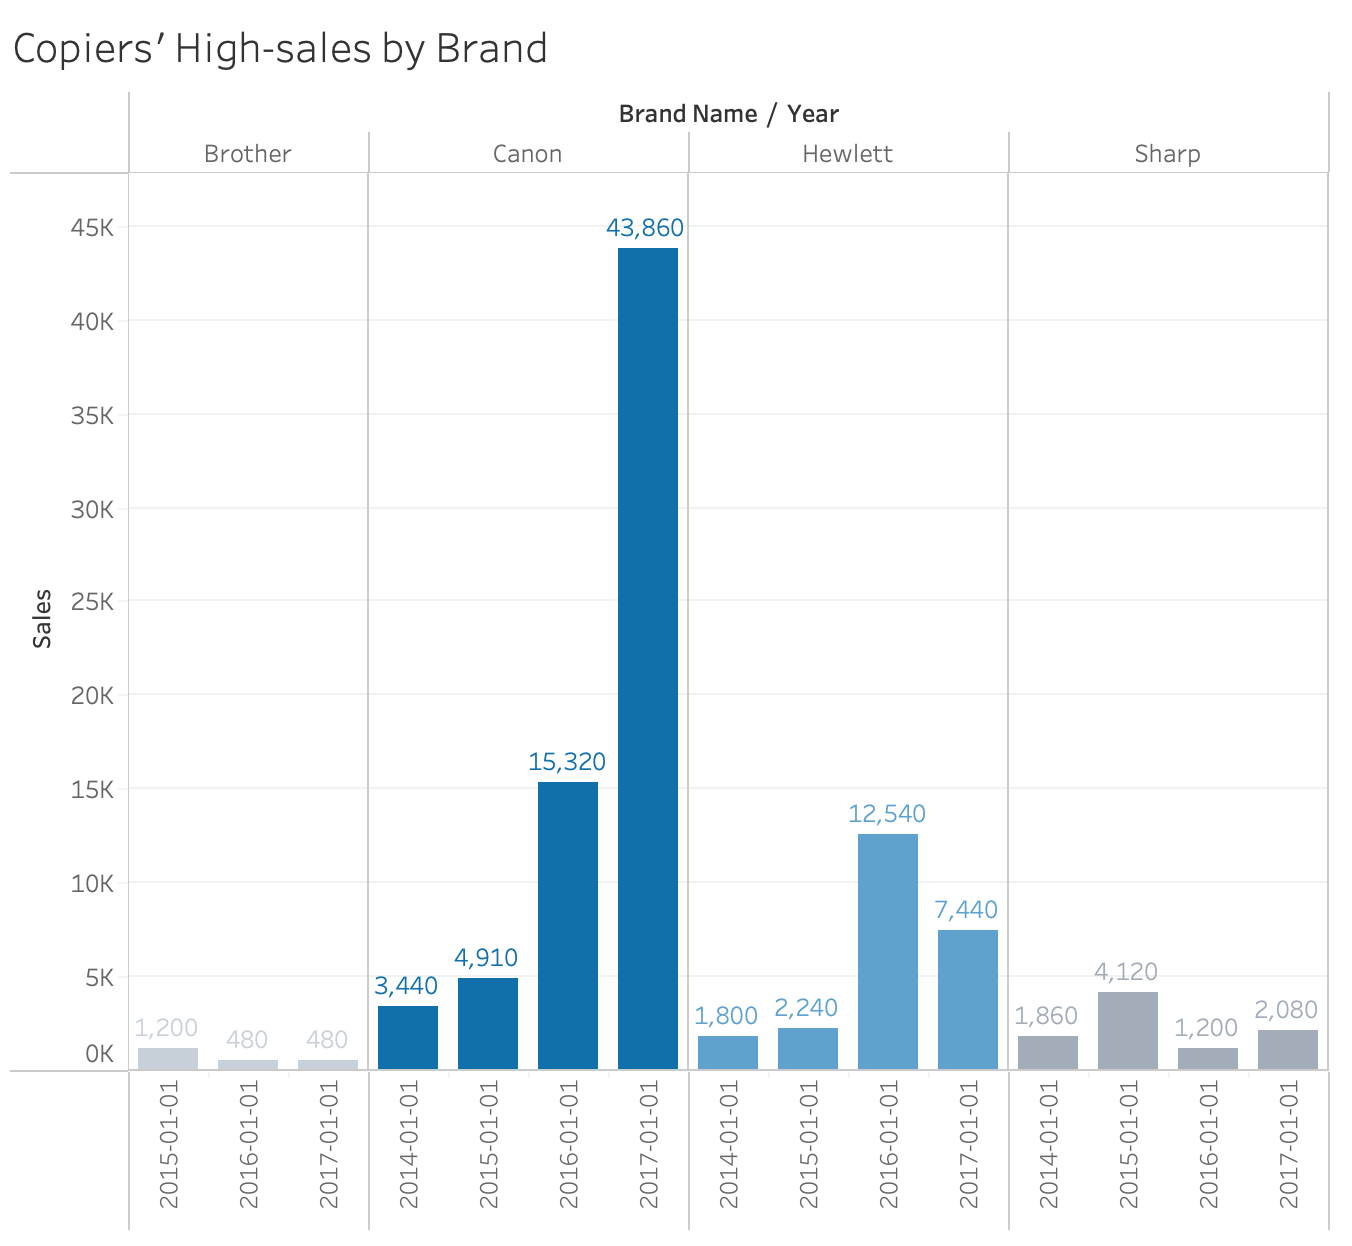 Copiers’ High-sales by Brand
Brand Name / Year
Brother Canon Hewlett Sharp
Sales
45K
40K
35K
30K
25K
20K
15K
10K
5K
0K
1,200 480 480
3,440 4,910 15,320 43,860
1,800 2,240 12,540 7,440
1,860 4,120 1,200 2,080
2015-01-01 2016-01-01 2017-01-01 2014-01-01 2015-01-01 2016-01-01 2017-01-01 2014-01-01 2015-01-01 2016-01-01 2017-01-01 2014-01-01 2015-01-01 2016-01-01 2017-01-01